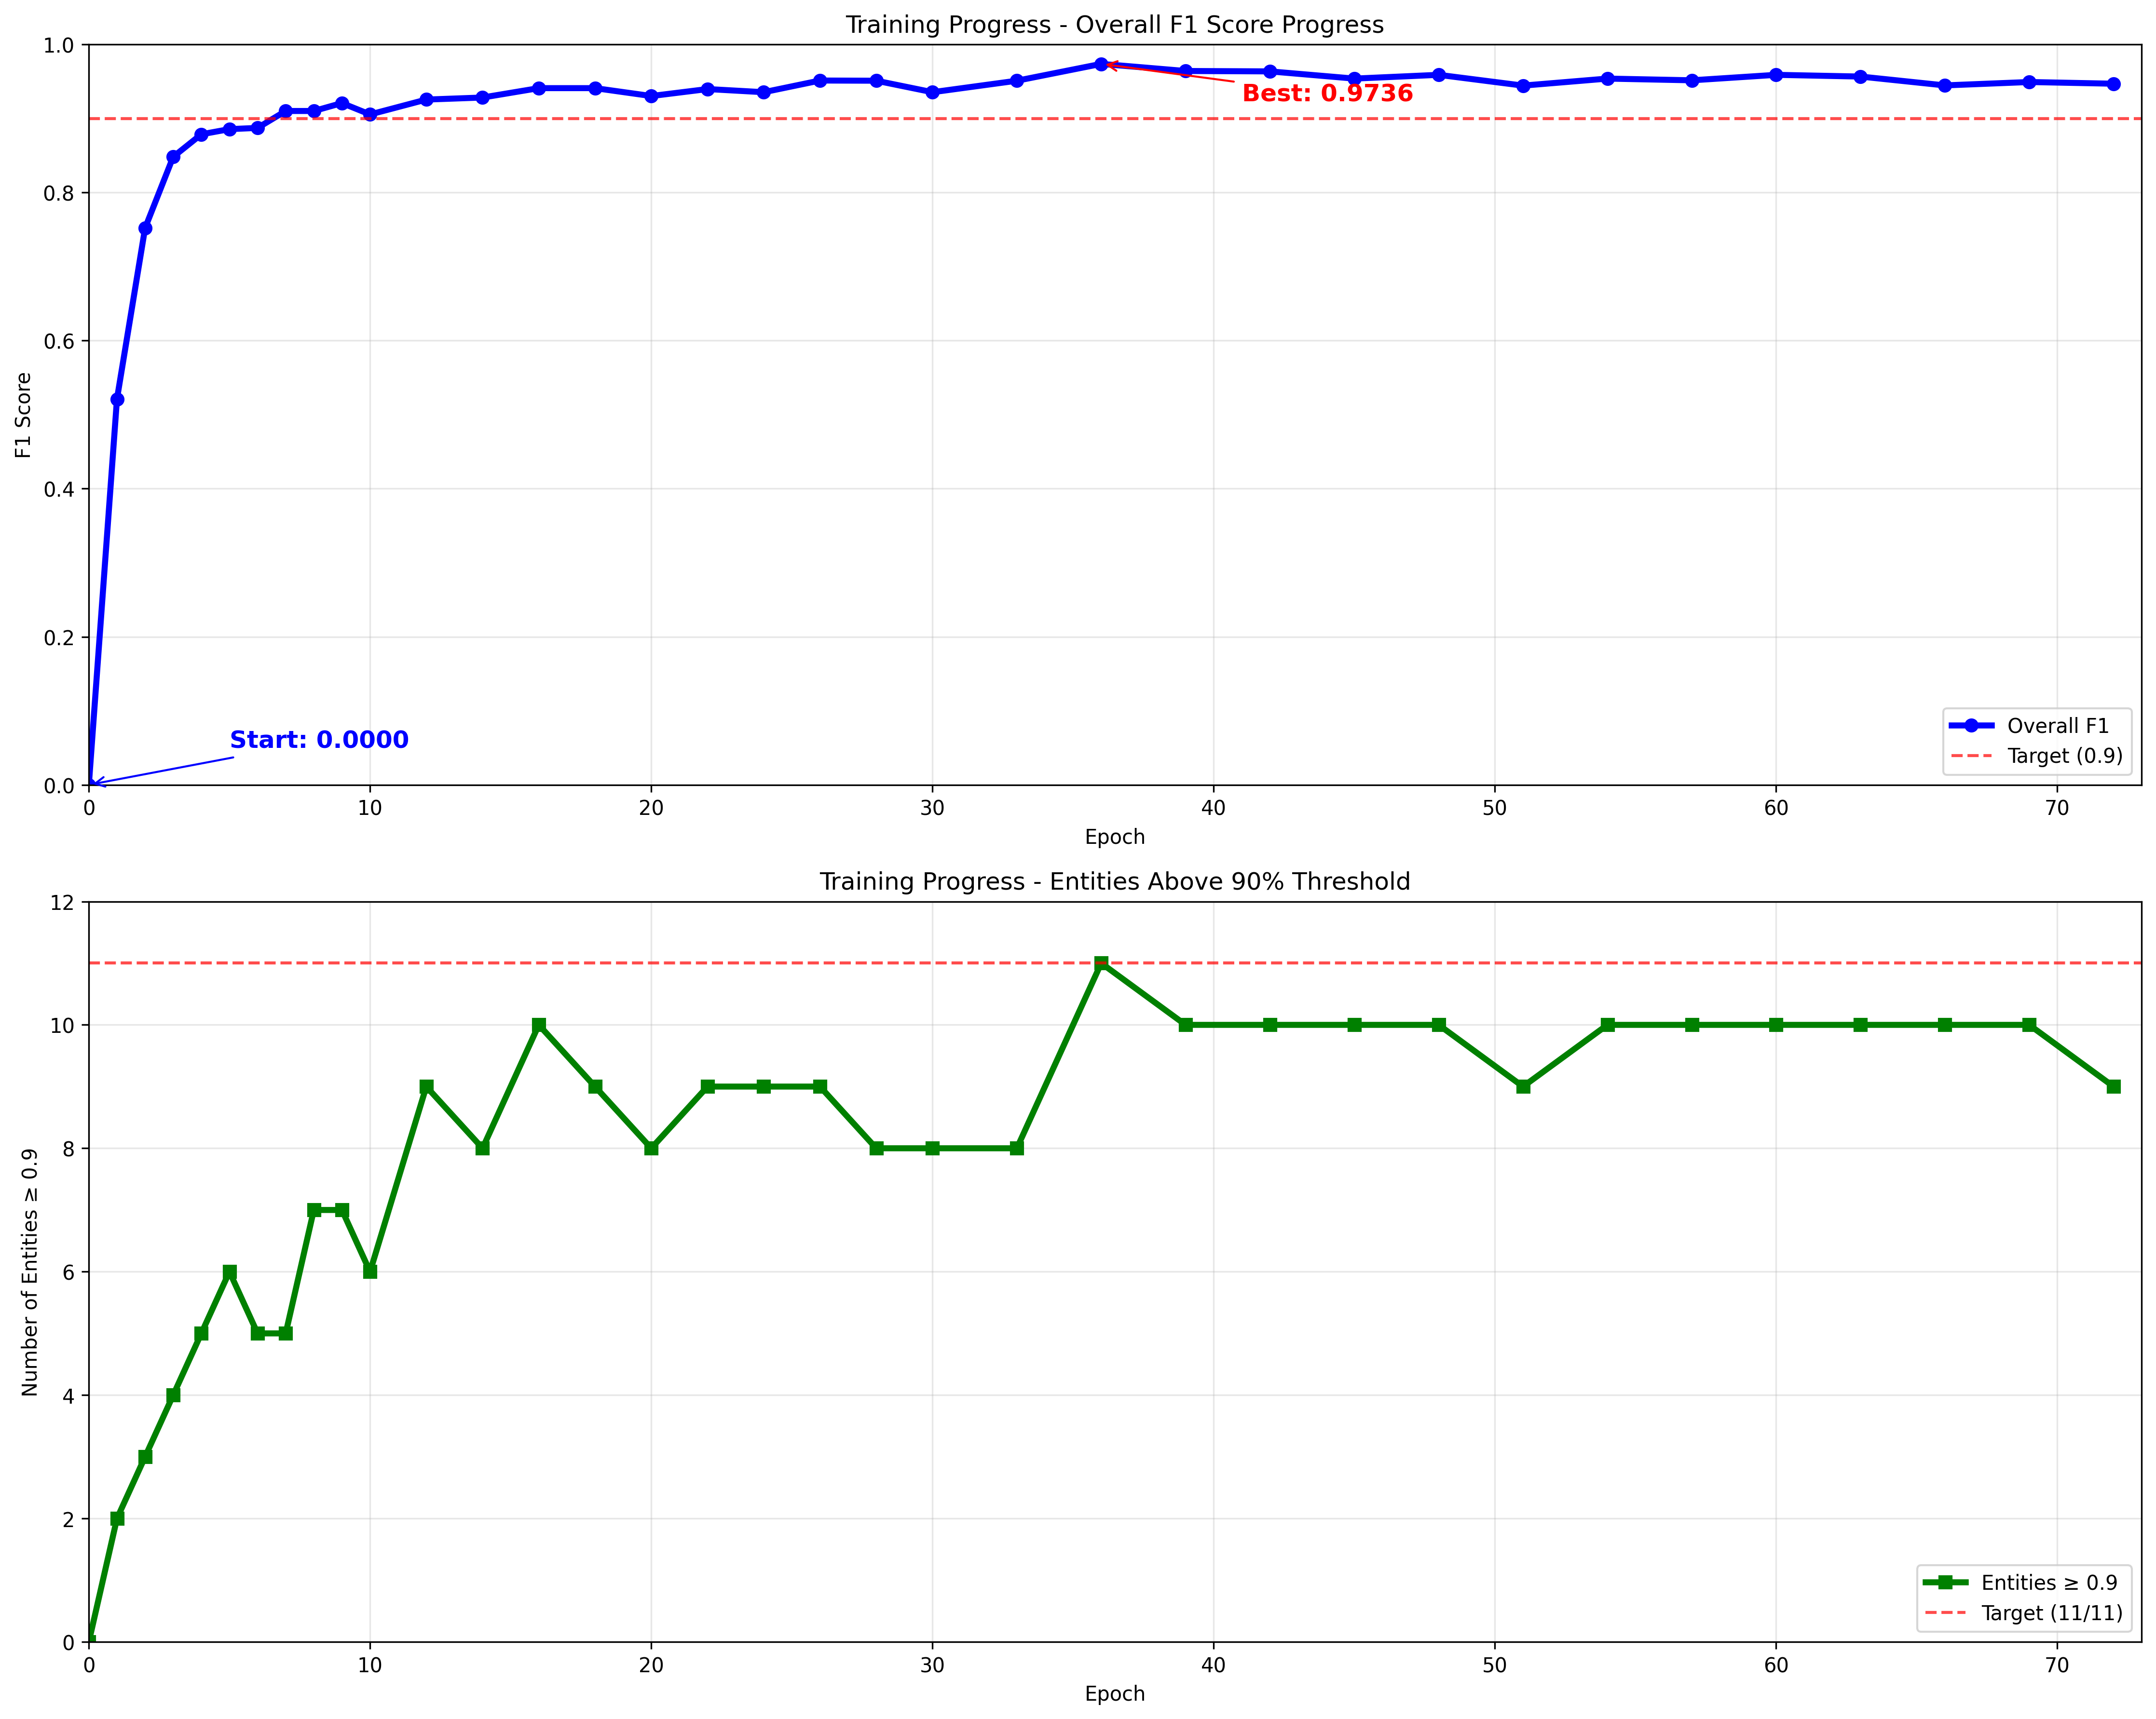 Training Progress - Overall F1 Score Progress
1.0
0.8
0.6
0.4
0.2
0.0
F1 Score
Best: 0.9736
Start: 0.0000
Overall F1
Target (0.9)
0 10 20 30 40 50 60 70
Epoch
Training Progress - Entities Above 90% Threshold
12
10
8
6
4
2
0
Number of Entities ≥ 0.9
Entities ≥ 0.9
Target (11/11)
0 10 20 30 40 50 60 70
Epoch